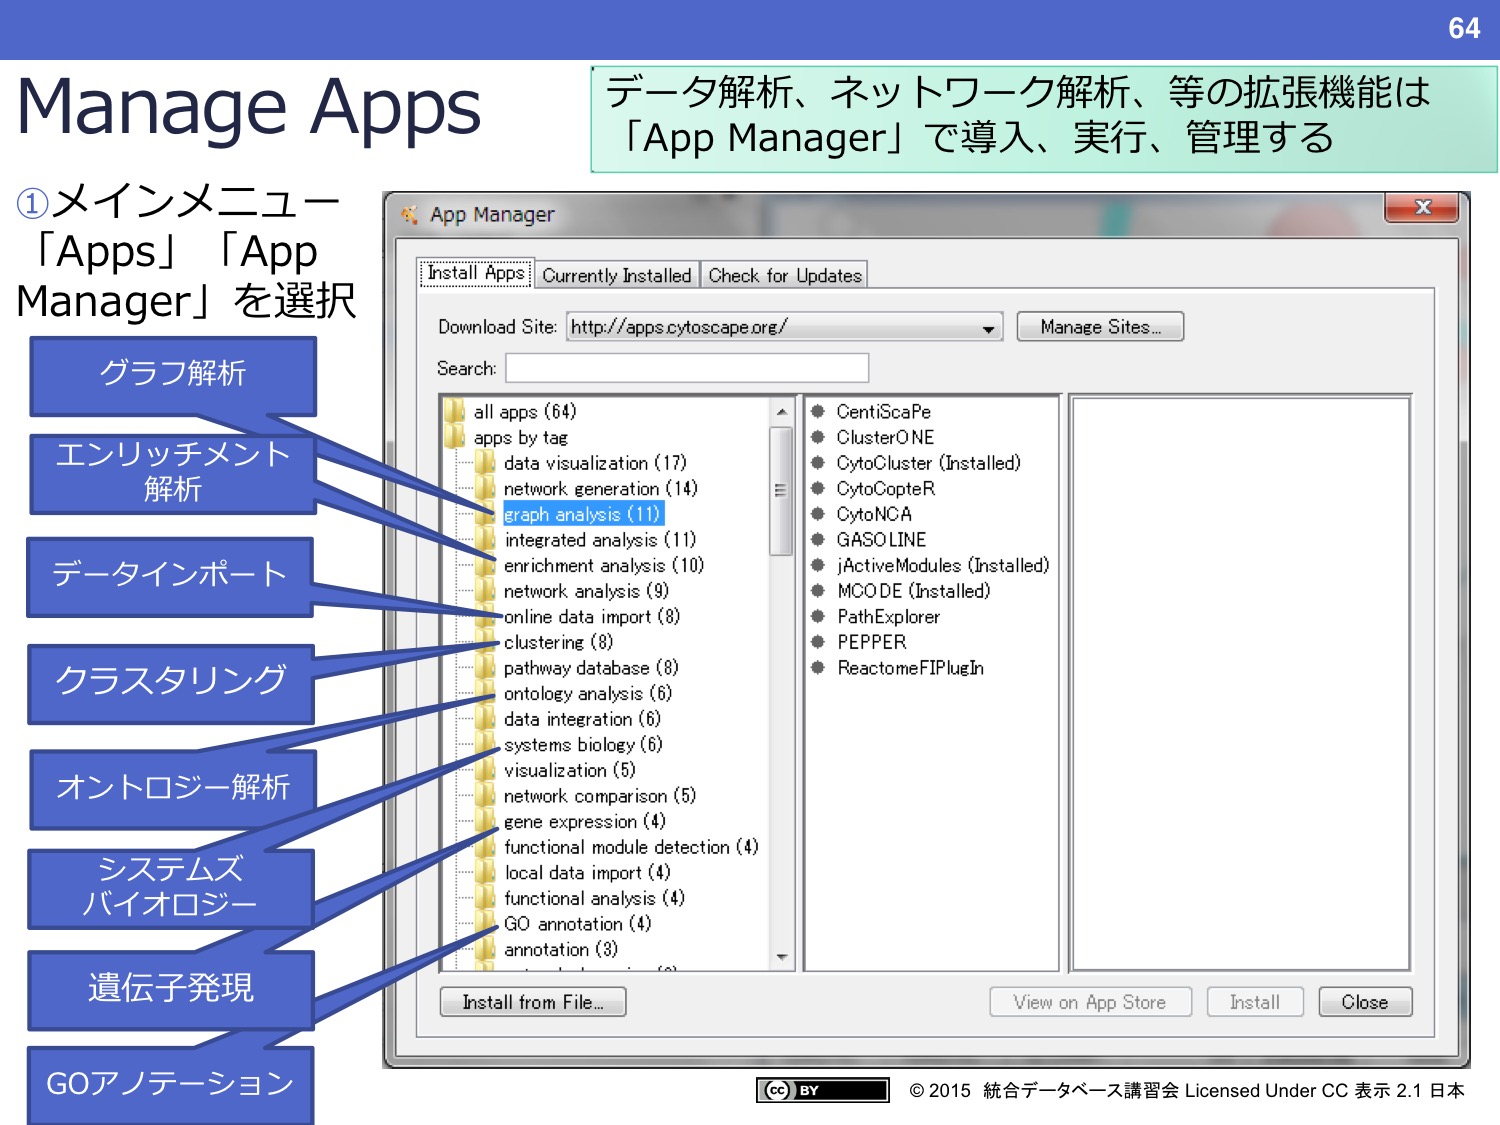 64
Manage Apps
データ解析、ネットワーク解析、等の拡張機能は
「App Manager」で導入、実行、管理する
①メインメニュー
「Apps」「App
Manager」を選択
グラフ解析
エンリッチメント
解析
データインポート
クラスタリング
オントロジー解析
システムズ
バイオロジー
遺伝子発現
GOアノテーション
App Manager
Install Apps
Currently Installed
Check for Updates
Download Site:
http://apps.cytoscape.org/
Manage Sites...
Search:
all apps (64)
apps by tag
data visualization (17)
network generation (14)
graph analysis (11)
integrated analysis (11)
enrichment analysis (10)
network analysis (9)
online data import (8)
clustering (8)
pathway database (8)
ontology analysis (6)
data integration (6)
systems biology (6)
visualization (5)
network comparison (5)
gene expression (4)
functional module detection (4)
local data import (4)
functional analysis (4)
GO annotation (4)
annotation (3)
CentiScaPe
ClusterONE
CytoCluster (Installed)
CytoCopteR
CytoNCA
GASOLINE
jActiveModules (Installed)
MCODE (Installed)
PathExplorer
PEPPER
ReactomeFIPlugIn
Install from File...
View on App Store
Install
Close
cc BY
© 2015 統合データベース講習会 Licensed Under CC 表示 2.1 日本